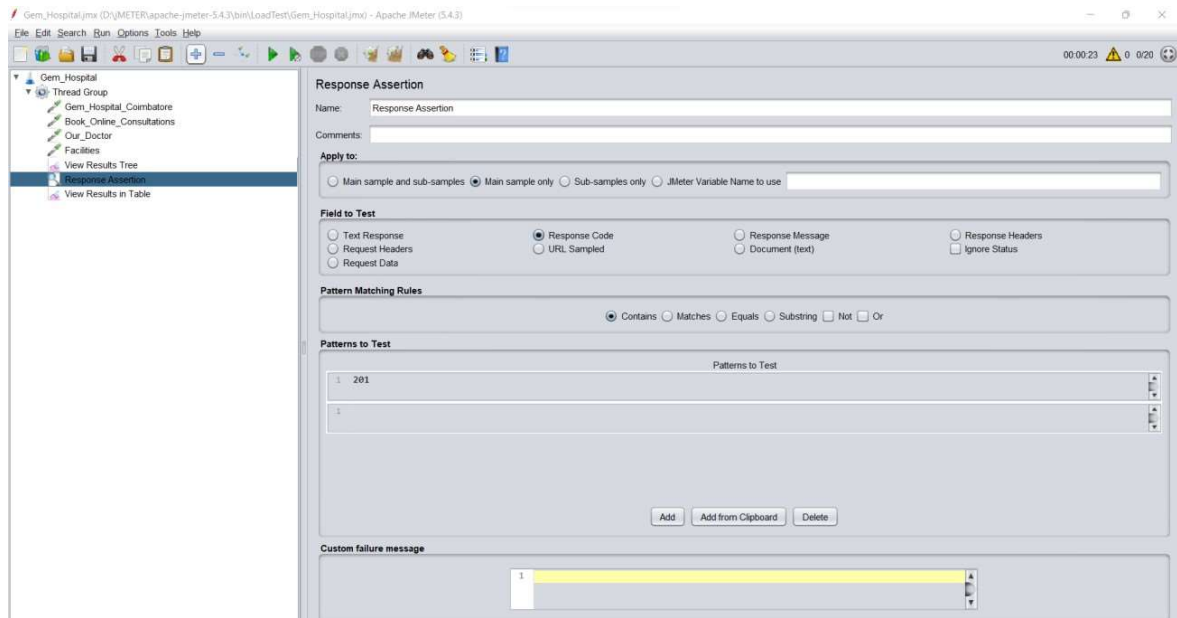 Gem_Hospital.jmx (D:\jMETER\apache-jmeter-5.4.3\bin\LoadTest\Gem_Hospital.jmx) - Apache JMeter (5.4.3)
File Edit Search Run Options Tools Help
00:00:23 0 0/20
Gem_Hospital
Thread Group
Gem_Hospital_Coimbatore
Book_Online_Consultations
Our_Doctor
Facilities
View Results Tree
Response Assertion
View Results in Table
Response Assertion
Name: Response Assertion
Comments:
Apply to:
Main sample and sub-samples Main sample only Sub-samples only JMeter Variable Name to use
Field to Test
Text Response Response Code Response Message Response Headers
Request Headers URL Sampled Document (text) Ignore Status
Request Data
Pattern Matching Rules
Contains Matches Equals Substring Not Or
Patterns to Test
Patterns to Test
1 201
1
Add Add from Clipboard Delete
Custom failure message
1